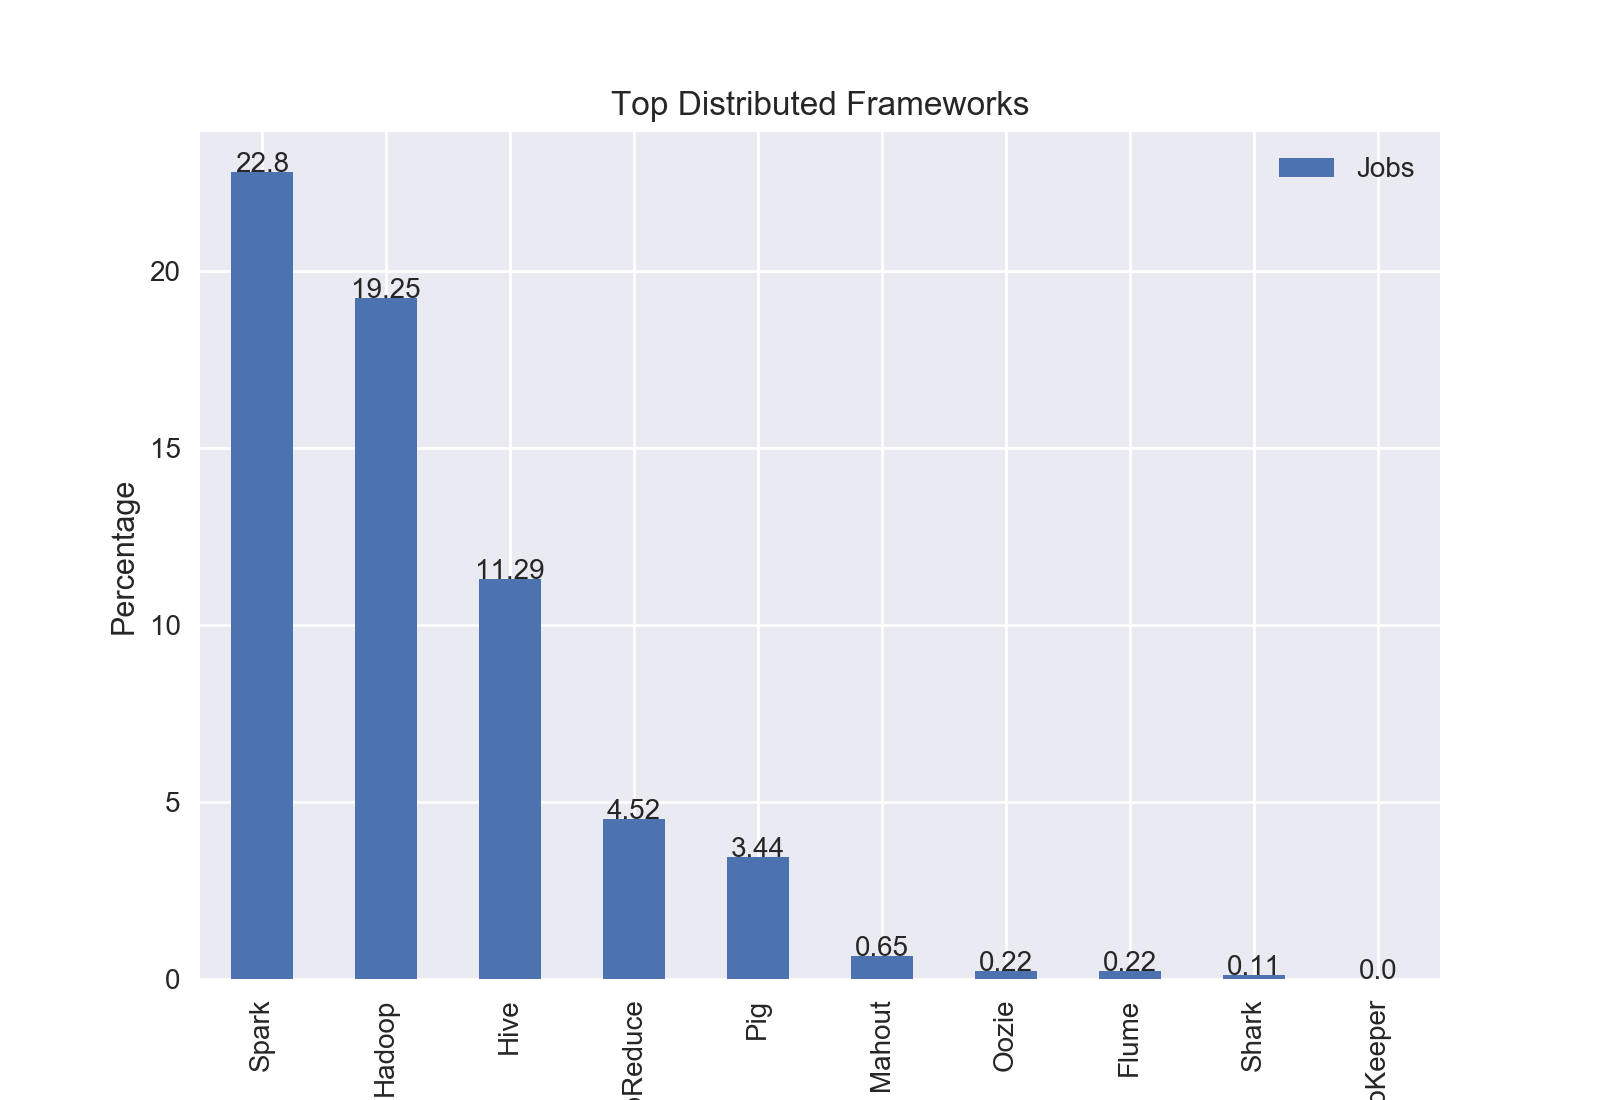 Top Distributed Frameworks
Jobs
22.8
19.25
11.29
4.52
3.44
0.65
0.22
0.22
0.11
0.0
20
15
10
5
0
Percentage
Spark
Hadoop
Hive
oReduce
Pig
Mahout
Oozie
Flume
Shark
oKeeper